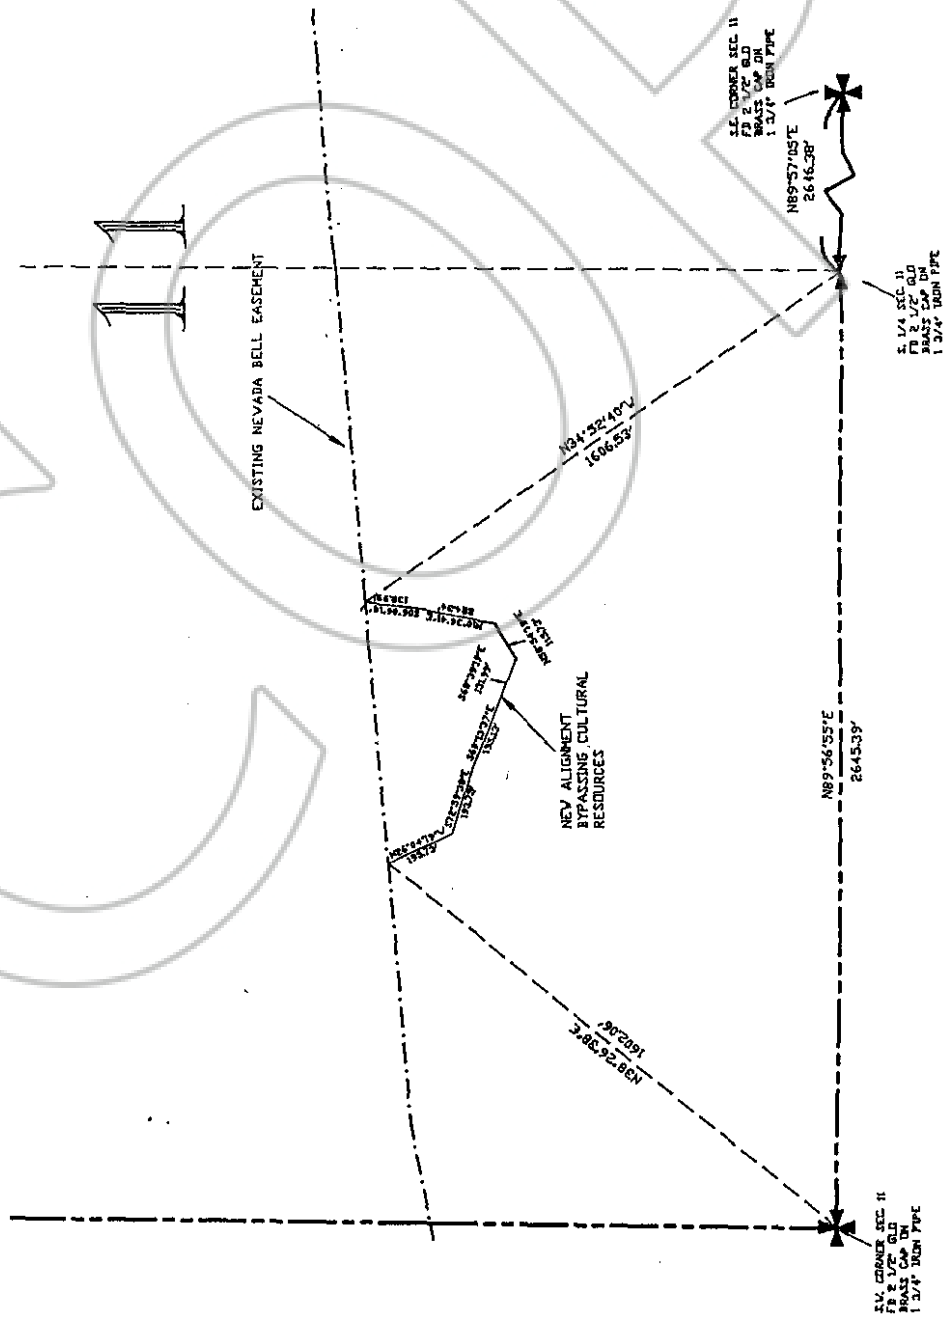 11
EXISTING NEVADA BELL EASEMENT
S.E. CORNER SEC 11
FD 2 1/2" GLO
BRASS CAP ON
1 3/4" IRON PIPE
N89°57'05"E
2646.38'
S. 1/4 SEC 11
FD 2 1/2" GLO
BRASS CAP ON
1 3/4" IRON PIPE
N34°52'40"W
1606.53'
NEW ALIGNMENT
BYPASSING CULTURAL
RESOURCES
195.73'
N38°26'38"E
1602.06'
N89°56'55"E
2645.39'
S.W. CORNER SEC 11
FD 2 1/2" GLO
BRASS CAP ON
1 3/4" IRON PIPE